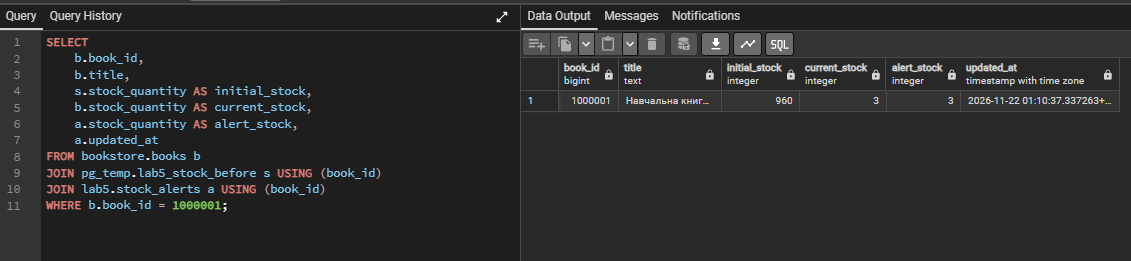 Query Query History
1 SELECT
2 b.book_id,
3 b.title,
4 s.stock_quantity AS initial_stock,
5 b.stock_quantity AS current_stock,
6 a.stock_quantity AS alert_stock,
7 a.updated_at
8 FROM bookstore.books b
9 JOIN pg_temp.lab5_stock_before s USING (book_id)
10 JOIN lab5.stock_alerts a USING (book_id)
11 WHERE b.book_id = 1000001;
Data Output Messages Notifications
SQL
book_id title initial_stock current_stock alert_stock updated_at
bigint text integer integer integer timestamp with time zone
1 1000001 Навчальна книг... 960 3 3 2026-11-22 01:10:37.337263+...